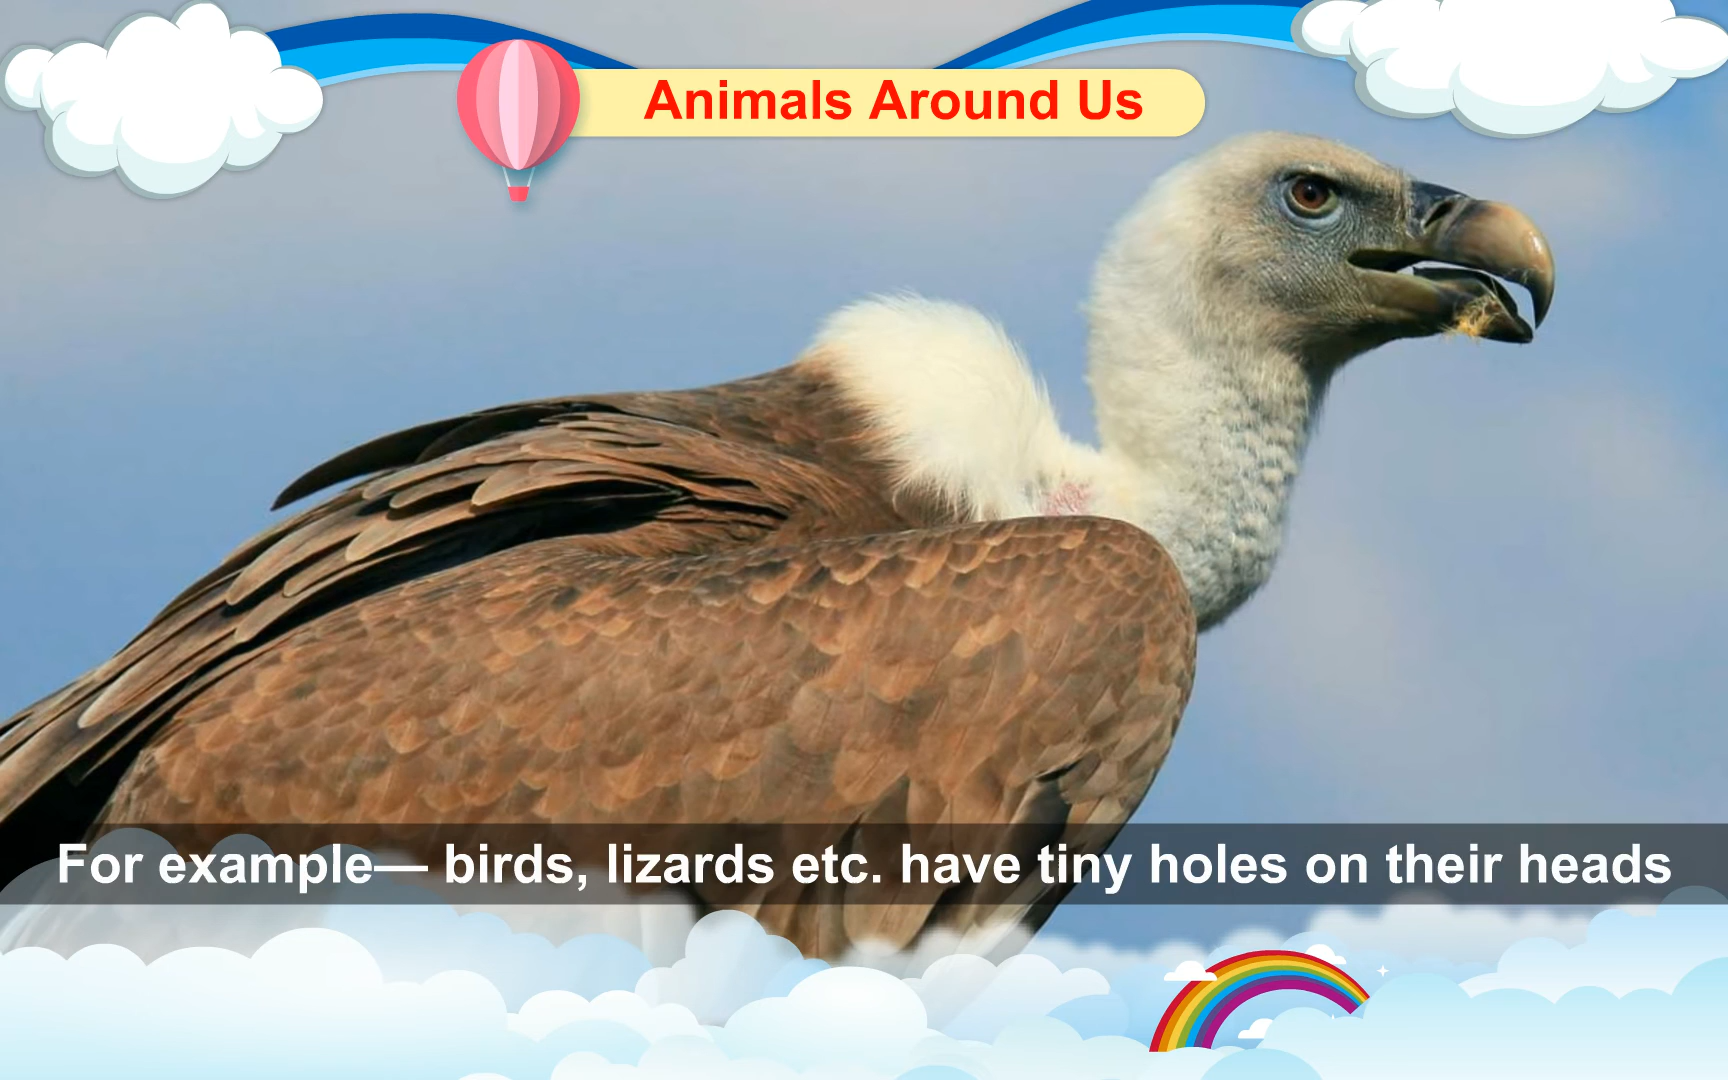 Animals Around Us
For example— birds, lizards etc. have tiny holes on their heads